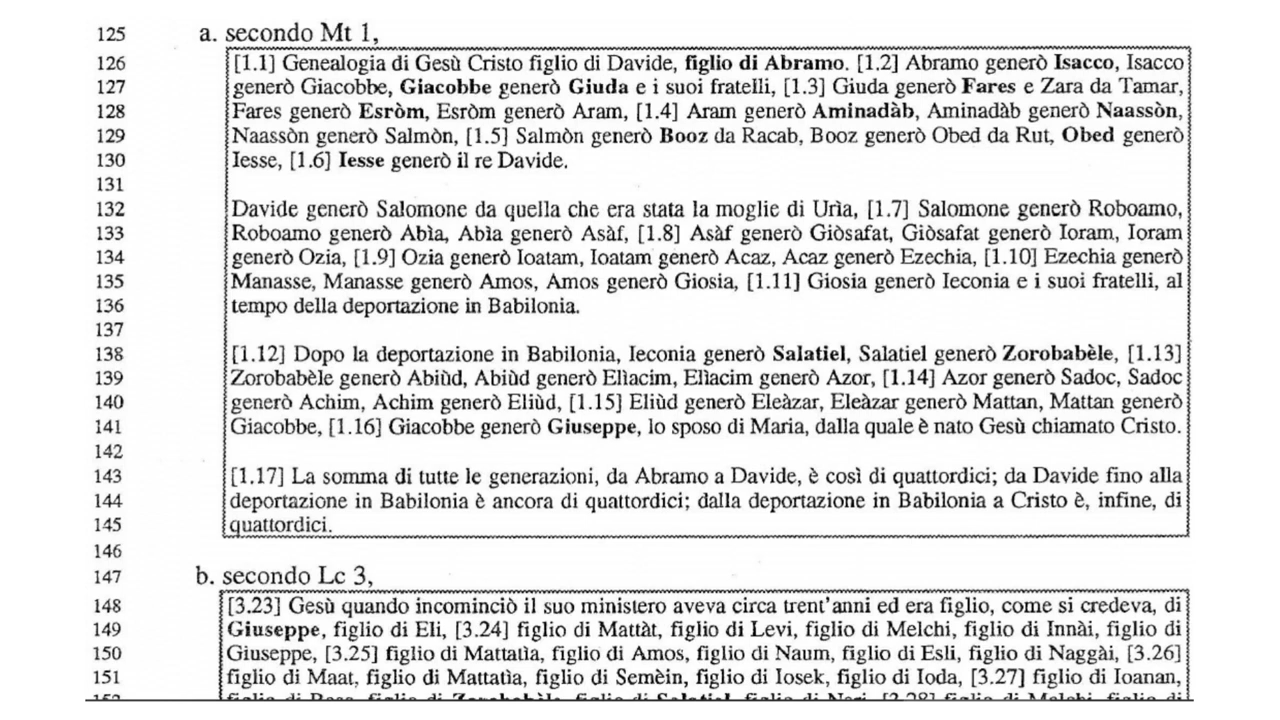 125 a. secondo Mt 1,
126 [1.1] Genealogia di Gesù Cristo figlio di Davide, figlio di Abramo. [1.2] Abramo generò Isacco, Isacco
127 generò Giacobbe, Giacobbe generò Giuda e i suoi fratelli, [1.3] Giuda generò Fares e Zara da Tamar,
128 Fares generò Esròm, Esròm generò Aram, [1.4] Aram generò Aminadàb, Aminadàb generò Naassòn,
129 Naassòn generò Salmòn, [1.5] Salmòn generò Booz da Racab, Booz generò Obed da Rut, Obed generò
130 Iesse, [1.6] Iesse generò il re Davide.
131
132 Davide generò Salomone da quella che era stata la moglie di Urìa, [1.7] Salomone generò Roboamo,
133 Roboamo generò Abìa, Abìa generò Asàf, [1.8] Asàf generò Giòsafat, Giòsafat generò Ioram, Ioram
134 generò Ozia, [1.9] Ozia generò Ioatam, Ioatam generò Acaz, Acaz generò Ezechia, [1.10] Ezechia generò
135 Manasse, Manasse generò Amos, Amos generò Giosia, [1.11] Giosia generò Ieconia e i suoi fratelli, al
136 tempo della deportazione in Babilonia.
137
138 [1.12] Dopo la deportazione in Babilonia, Ieconia generò Salatiel, Salatiel generò Zorobabèle, [1.13]
139 Zorobabèle generò Abiùd, Abiùd generò Elìacim, Elìacim generò Azor, [1.14] Azor generò Sadoc, Sadoc
140 generò Achim, Achim generò Eliùd, [1.15] Eliùd generò Eleàzar, Eleàzar generò Mattan, Mattan generò
141 Giacobbe, [1.16] Giacobbe generò Giuseppe, lo sposo di Maria, dalla quale è nato Gesù chiamato Cristo.
142
143 [1.17] La somma di tutte le generazioni, da Abramo a Davide, è così di quattordici; da Davide fino alla
144 deportazione in Babilonia è ancora di quattordici; dalla deportazione in Babilonia a Cristo è, infine, di
145 quattordici.
146
147 b. secondo Lc 3,
148 [3.23] Gesù quando incominciò il suo ministero aveva circa trent'anni ed era figlio, come si credeva, di
149 Giuseppe, figlio di Eli, [3.24] figlio di Mattàt, figlio di Levi, figlio di Melchi, figlio di Innài, figlio di
150 Giuseppe, [3.25] figlio di Mattatìa, figlio di Amos, figlio di Naum, figlio di Esli, figlio di Naggài, [3.26]
151 figlio di Maat, figlio di Mattatìa, figlio di Semèin, figlio di Iosek, figlio di Ioda, [3.27] figlio di Ioanan,